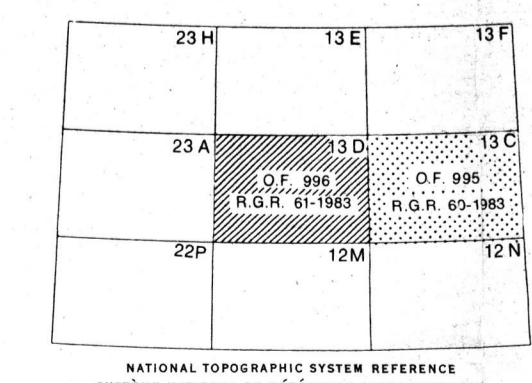 23 H 13 E 13 F
23 A 13 D 13 C
O.F. 996 O.F. 995
R.G.R. 61-1983 R.G.R. 60-1983
22P 12M 12 N
NATIONAL TOPOGRAPHIC SYSTEM REFERENCE